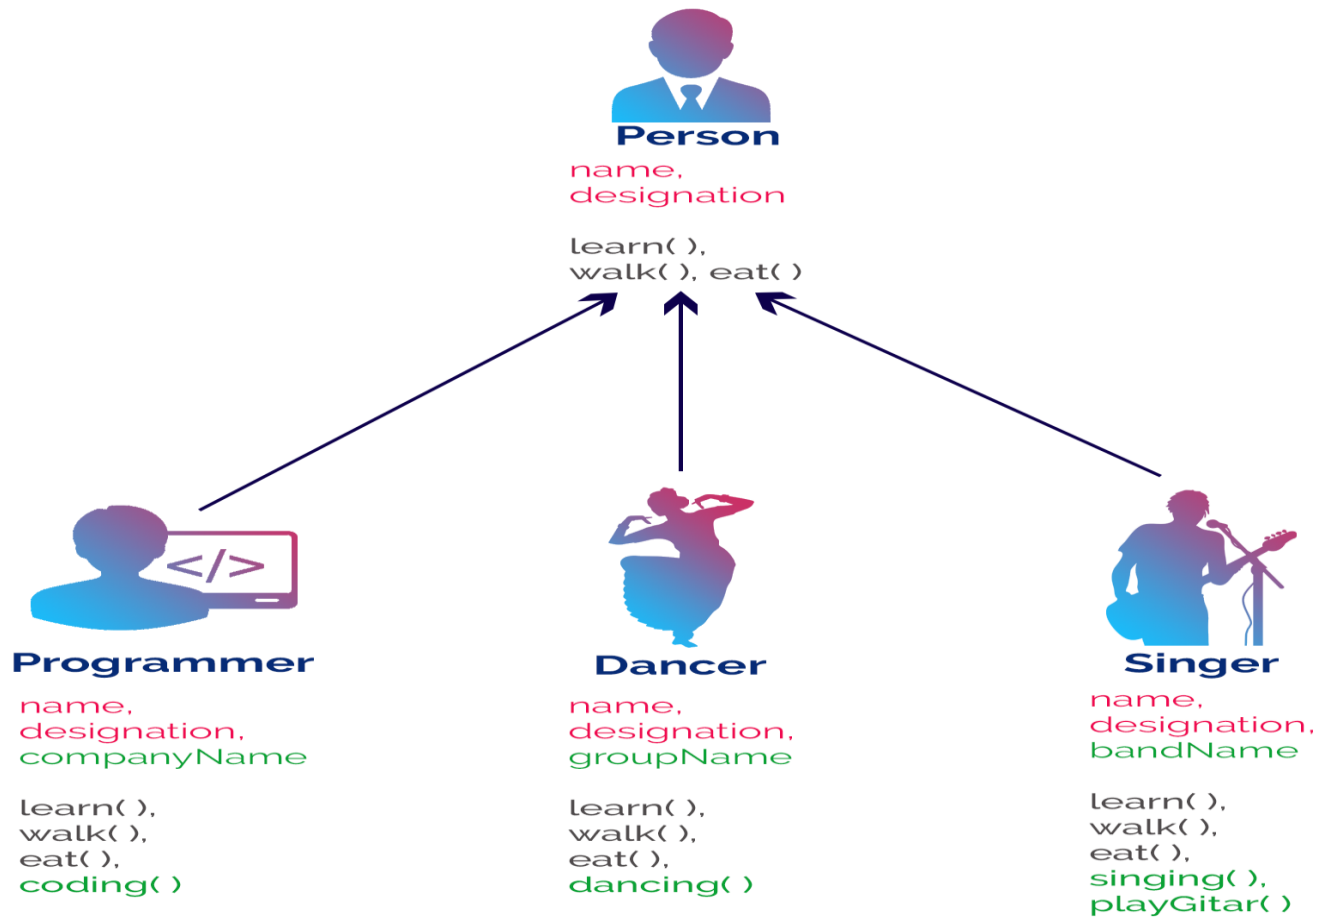 Person
name,
designation
learn( ),
walk( ), eat( )
</>
Programmer
name,
designation,
companyName
learn( ),
walk( ),
eat( ),
coding( )
Dancer
name,
designation,
groupName
learn( ),
walk( ),
eat( ),
dancing( )
Singer
name,
designation,
bandName
learn( ),
walk( ),
eat( ),
singing( ),
playGitar( )